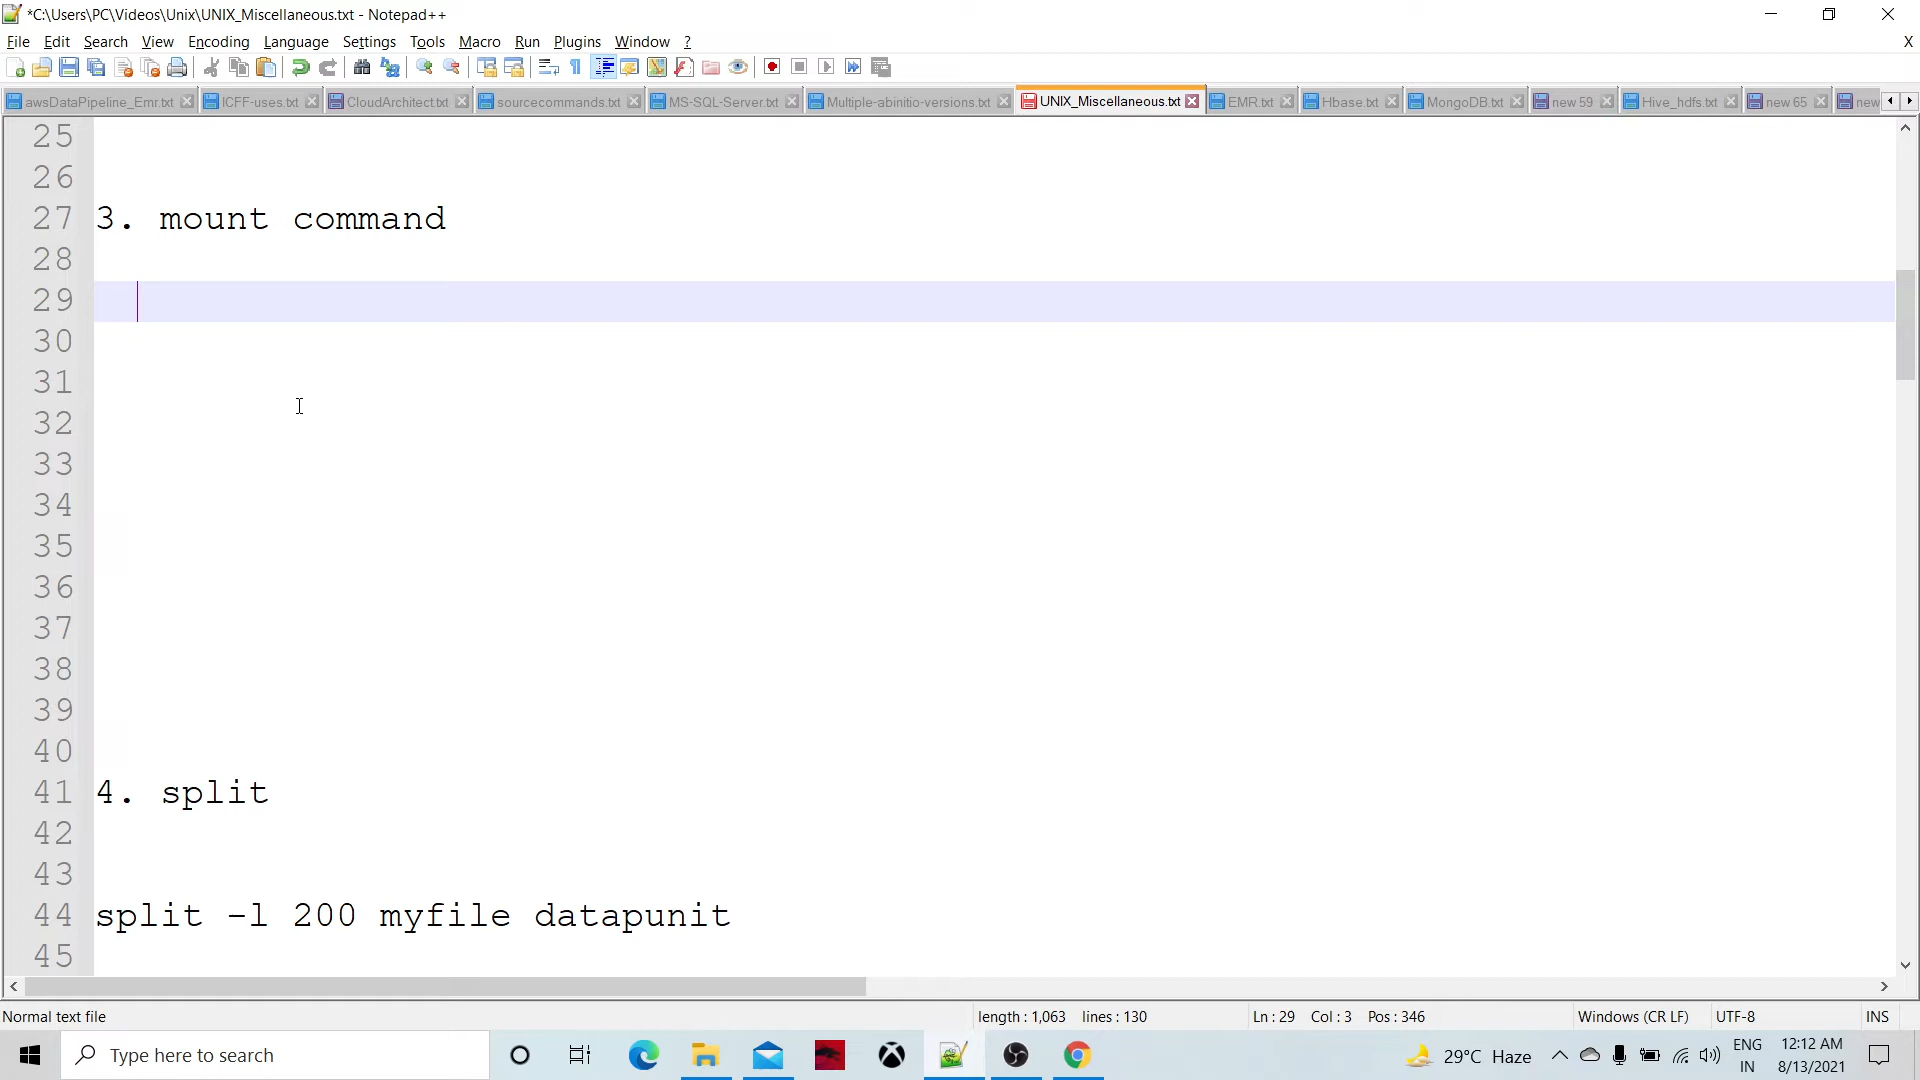 *C:\Users\PC\Videos\Unix\UNIX_Miscellaneous.txt - Notepad++
File Edit Search View Encoding Language Settings Tools Macro Run Plugins Window ?
X
awsDataPipeline_Emr.txt ICFF-uses.txt CloudArchitect.txt sourcecommands.txt MS-SQL-Server.txt Multiple-abinitio-versions.txt UNIX_Miscellaneous.txt EMR.txt Hbase.txt MongoDB.txt new 59 Hive_hdfs.txt new 65 new
25
26
27 3. mount command
28
29
30
31
32
33
34
35
36
37
38
39
40
41 4. split
42
43
44 split -l 200 myfile datapunit
45
Normal text file length : 1,063 lines : 130 Ln : 29 Col : 3 Pos : 346 Windows (CR LF) UTF-8 INS
Type here to search 29°C Haze ENG IN 12:12 AM 8/13/2021